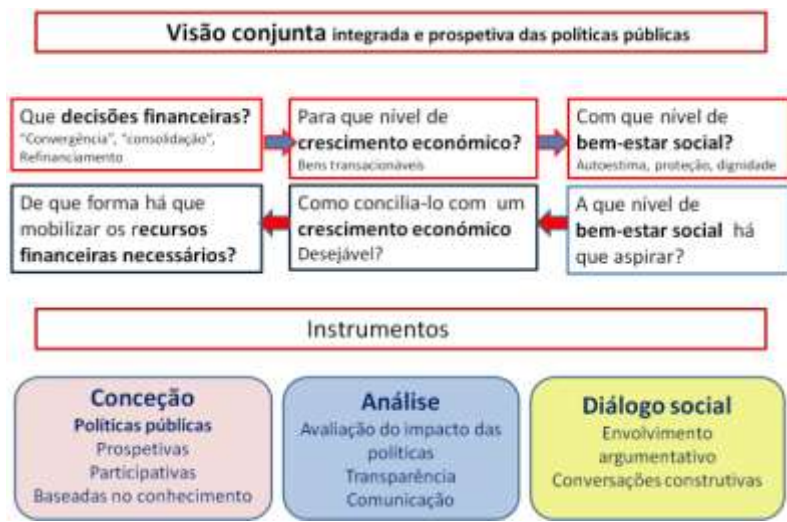 Visão conjunta integrada e prospetiva das políticas públicas
Que decisões financeiras?
"Convergência", "consolidação",
Refinanciamento
Para que nível de
crescimento económico?
Bens transacionáveis
Com que nível de
bem-estar social?
Autoestima, proteção, dignidade
De que forma há que
mobilizar os recursos
financeiras necessários?
Como concilia-lo com um
crescimento económico
Desejável?
A que nível de
bem-estar social há
que aspirar?
Instrumentos
Conceção
Políticas públicas
Prospetivas
Participativas
Baseadas no conhecimento
Análise
Avaliação do impacto das
políticas
Transparência
Comunicação
Diálogo social
Envolvimento
argumentativo
Conversações construtivas